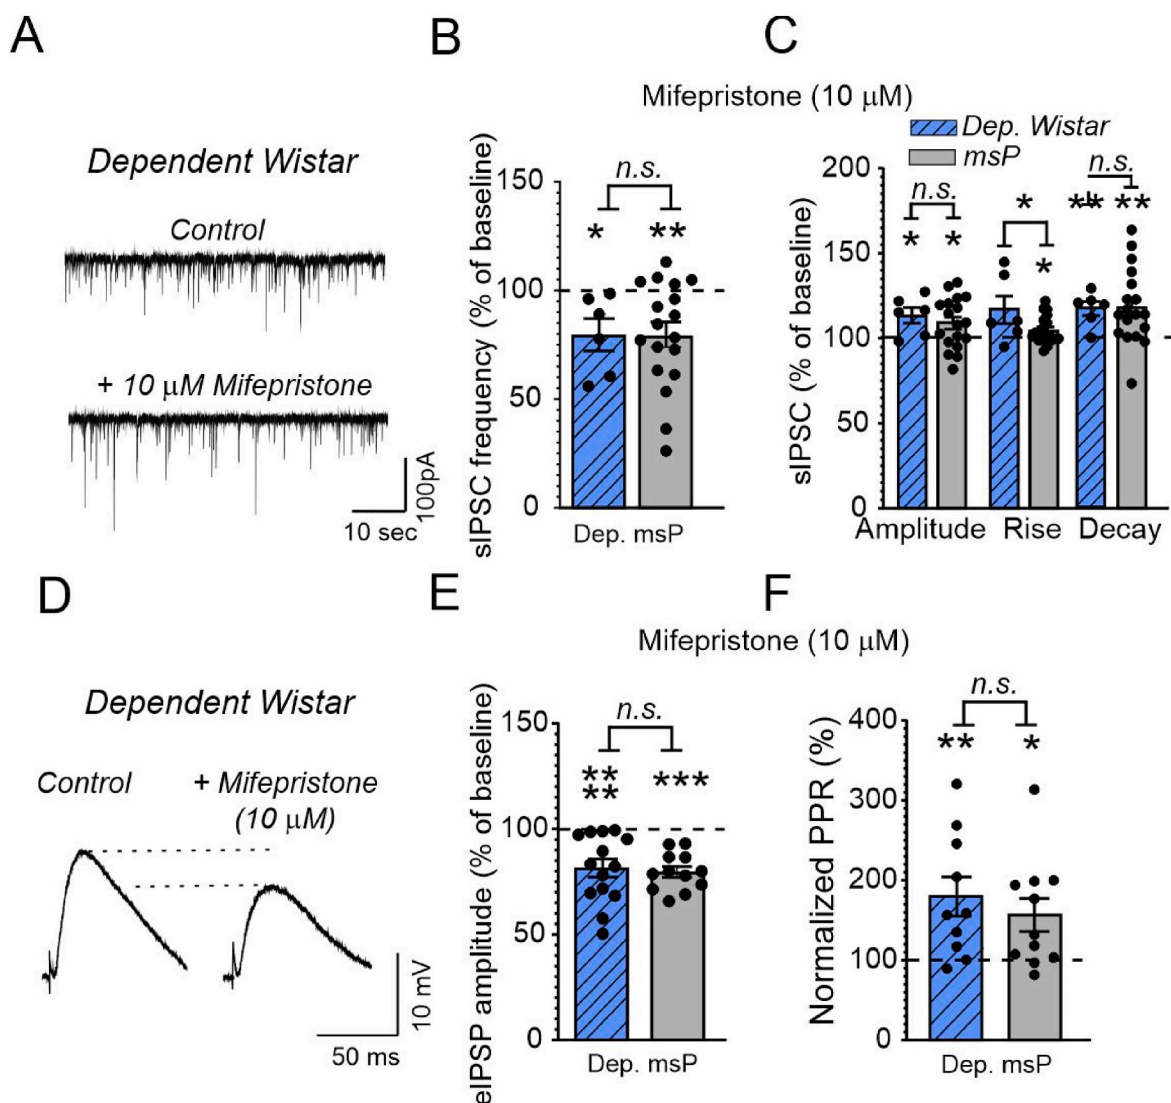 A
B
C
Mifepristone (10 μM)
Dep. Wistar
msP
Dependent Wistar
Control
+ 10 μM Mifepristone
100pA
10 sec
sIPSC frequency (% of baseline)
150
100
50
0
n.s.
*
**
Dep. msP
sIPSC (% of baseline)
200
150
100
50
0
n.s.
*
*
*
*
n.s.
**
**
Amplitude Rise Decay
D
E
F
Mifepristone (10 μM)
Dependent Wistar
Control
+ Mifepristone
(10 μM)
10 mV
50 ms
eIPSP amplitude (% of baseline)
150
100
50
0
n.s.
**
**
***
Dep. msP
Normalized PPR (%)
400
300
200
100
0
n.s.
**
*
Dep. msP